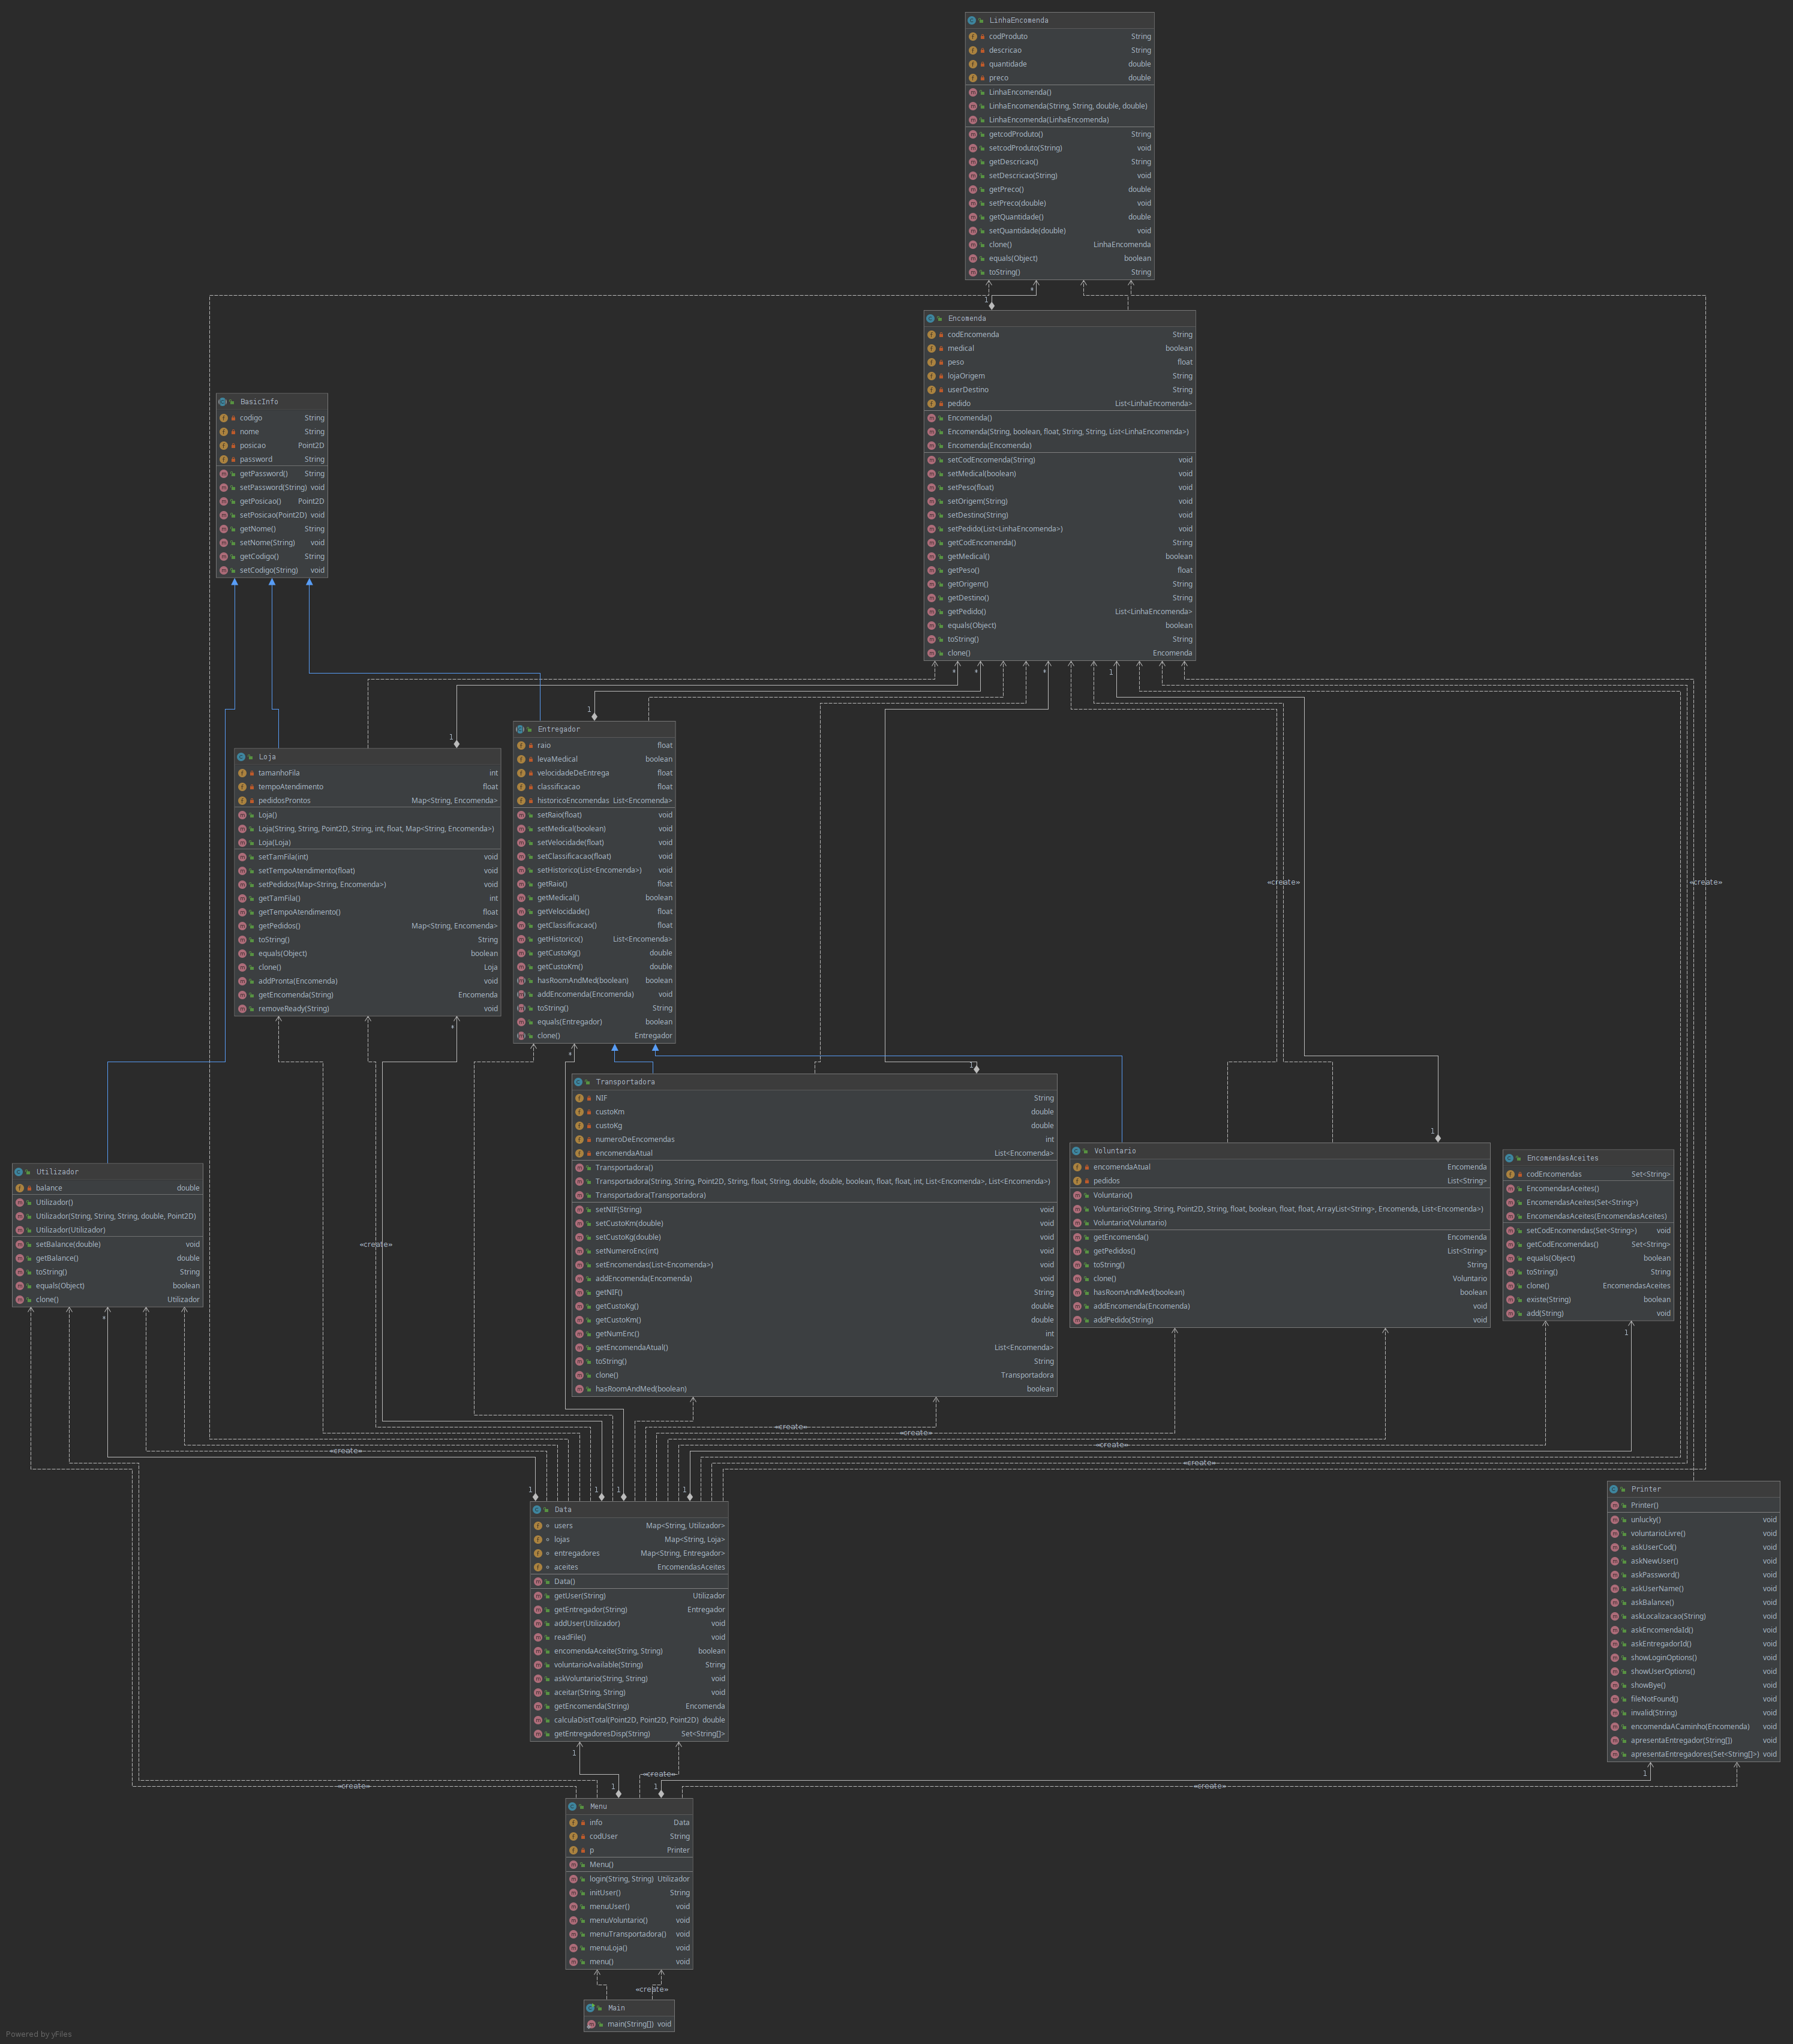 LinhaEncomenda
codProduto String
descricao String
quantidade double
preco double
LinhaEncomenda()
LinhaEncomenda(String, String, double, double)
LinhaEncomenda(LinhaEncomenda)
getcodProduto() String
setcodProduto(String) void
getDescricao() String
setDescricao(String) void
getPreco() double
setPreco(double) void
getQuantidade() double
setQuantidade(double) void
clone() LinhaEncomenda
equals(Object) boolean
toString() String
Encomenda
codEncomenda String
medical boolean
peso float
lojaOrigem String
userDestino String
pedido List<LinhaEncomenda>
Encomenda()
Encomenda(String, boolean, float, String, String, List<LinhaEncomenda>)
Encomenda(Encomenda)
setCodEncomenda(String) void
setMedical(boolean) void
setPeso(float) void
setOrigem(String) void
setDestino(String) void
setPedido(List<LinhaEncomenda>) void
getCodEncomenda() String
getMedical() boolean
getPeso() float
getOrigem() String
getDestino() String
getPedido() List<LinhaEncomenda>
equals(Object) boolean
toString() String
clone() Encomenda
BasicInfo
codigo String
nome String
posicao Point2D
password String
getPassword() String
setPassword(String) void
getPosicao() Point2D
setPosicao(Point2D) void
getNome() String
setNome(String) void
getCodigo() String
setCodigo(String) void
Loja
tamanhoFila int
tempoAtendimento float
pedidosProntos Map<String, Encomenda>
Loja()
Loja(String, String, Point2D, String, int, float, Map<String, Encomenda>)
Loja(Loja)
setTamFila(int) void
setTempoAtendimento(float) void
setPedidos(Map<String, Encomenda>) void
getTamFila() int
getTempoAtendimento() float
getPedidos() Map<String, Encomenda>
toString() String
equals(Object) boolean
clone() Loja
addPronta(Encomenda) void
getEncomenda(String) Encomenda
removeReady(String) void
Entregador
raio float
levaMedical boolean
velocidadeDeEntrega float
classificacao float
historicoEncomendas List<Encomenda>
setRaio(float) void
setMedical(boolean) void
setVelocidade(float) void
setClassificacao(float) void
setHistorico(List<Encomenda>) void
getRaio() float
getMedical() boolean
getVelocidade() float
getClassificacao() float
getHistorico() List<Encomenda>
getCustoKg() double
getCustoKm() double
hasRoomAndMed(boolean) boolean
addEncomenda(Encomenda) void
toString() String
equals(Entregador) boolean
clone() Entregador
Transportadora
NIF String
custoKm double
custoKg double
numeroDeEncomendas int
encomendaAtual List<Encomenda>
Transportadora()
Transportadora(String, String, Point2D, String, float, String, double, double, boolean, float, float, int, List<Encomenda>, List<Encomenda>)
Transportadora(Transportadora)
setNIF(String) void
setCustoKm(double) void
setCustoKg(double) void
setNumeroEnc(int) void
setEncomendas(List<Encomenda>) void
addEncomenda(Encomenda) void
getNIF() String
getCustoKg() double
getCustoKm() double
getNumEnc() int
getEncomendaAtual() List<Encomenda>
toString() String
clone() Transportadora
hasRoomAndMed(boolean) boolean
Voluntario
encomendaAtual Encomenda
pedidos List<String>
Voluntario()
Voluntario(String, String, Point2D, String, float, boolean, float, float, ArrayList<String>, Encomenda, List<Encomenda>)
Voluntario(Voluntario)
getEncomenda() Encomenda
getPedidos() List<String>
toString() String
clone() Voluntario
hasRoomAndMed(boolean) boolean
addEncomenda(Encomenda) void
addPedido(String) void
EncomendasAceites
codEncomendas Set<String>
EncomendasAceites()
EncomendasAceites(Set<String>)
EncomendasAceites(EncomendasAceites)
setCodEncomendas(Set<String>) void
getCodEncomendas() Set<String>
equals(Object) boolean
toString() String
clone() EncomendasAceites
existe(String) boolean
add(String) void
Utilizador
balance double
Utilizador()
Utilizador(String, String, String, double, Point2D)
Utilizador(Utilizador)
setBalance(double) void
getBalance() double
toString() String
equals(Object) boolean
clone() Utilizador
«create»
«create»
«create»
«create»
«create»
«create»
«create»
«create»
Data
users Map<String, Utilizador>
lojas Map<String, Loja>
entregadores Map<String, Entregador>
aceites EncomendasAceites
Data()
getUser(String) Utilizador
getEntregador(String) Entregador
addUser(Utilizador) void
readFile() void
encomendaAceite(String, String) boolean
voluntarioAvailable(String) String
askVoluntario(String, String) void
aceitar(String, String) void
getEncomenda(String) Encomenda
calculaDistTotal(Point2D, Point2D, Point2D) double
getEntregadoresDisp(String) Set<String[]>
Printer
Printer()
unlucky() void
voluntarioLivre() void
askUserCod() void
askNewUser() void
askPassword() void
askUserName() void
askBalance() void
askLocalizacao(String) void
askEncomendaId() void
askEntregadorId() void
showLoginOptions() void
showUserOptions() void
showBye() void
fileNotFound() void
invalid(String) void
encomendaACaminho(Encomenda) void
apresentaEntregador(String[]) void
apresentaEntregadores(Set<String[]>) void
«create»
«create»
«create»
Menu
info Data
codUser String
p Printer
Menu()
login(String, String) Utilizador
initUser() String
menuUser() void
menuVoluntario() void
menuTransportadora() void
menuLoja() void
menu() void
«create»
Main
main(String[]) void
Powered by yFiles